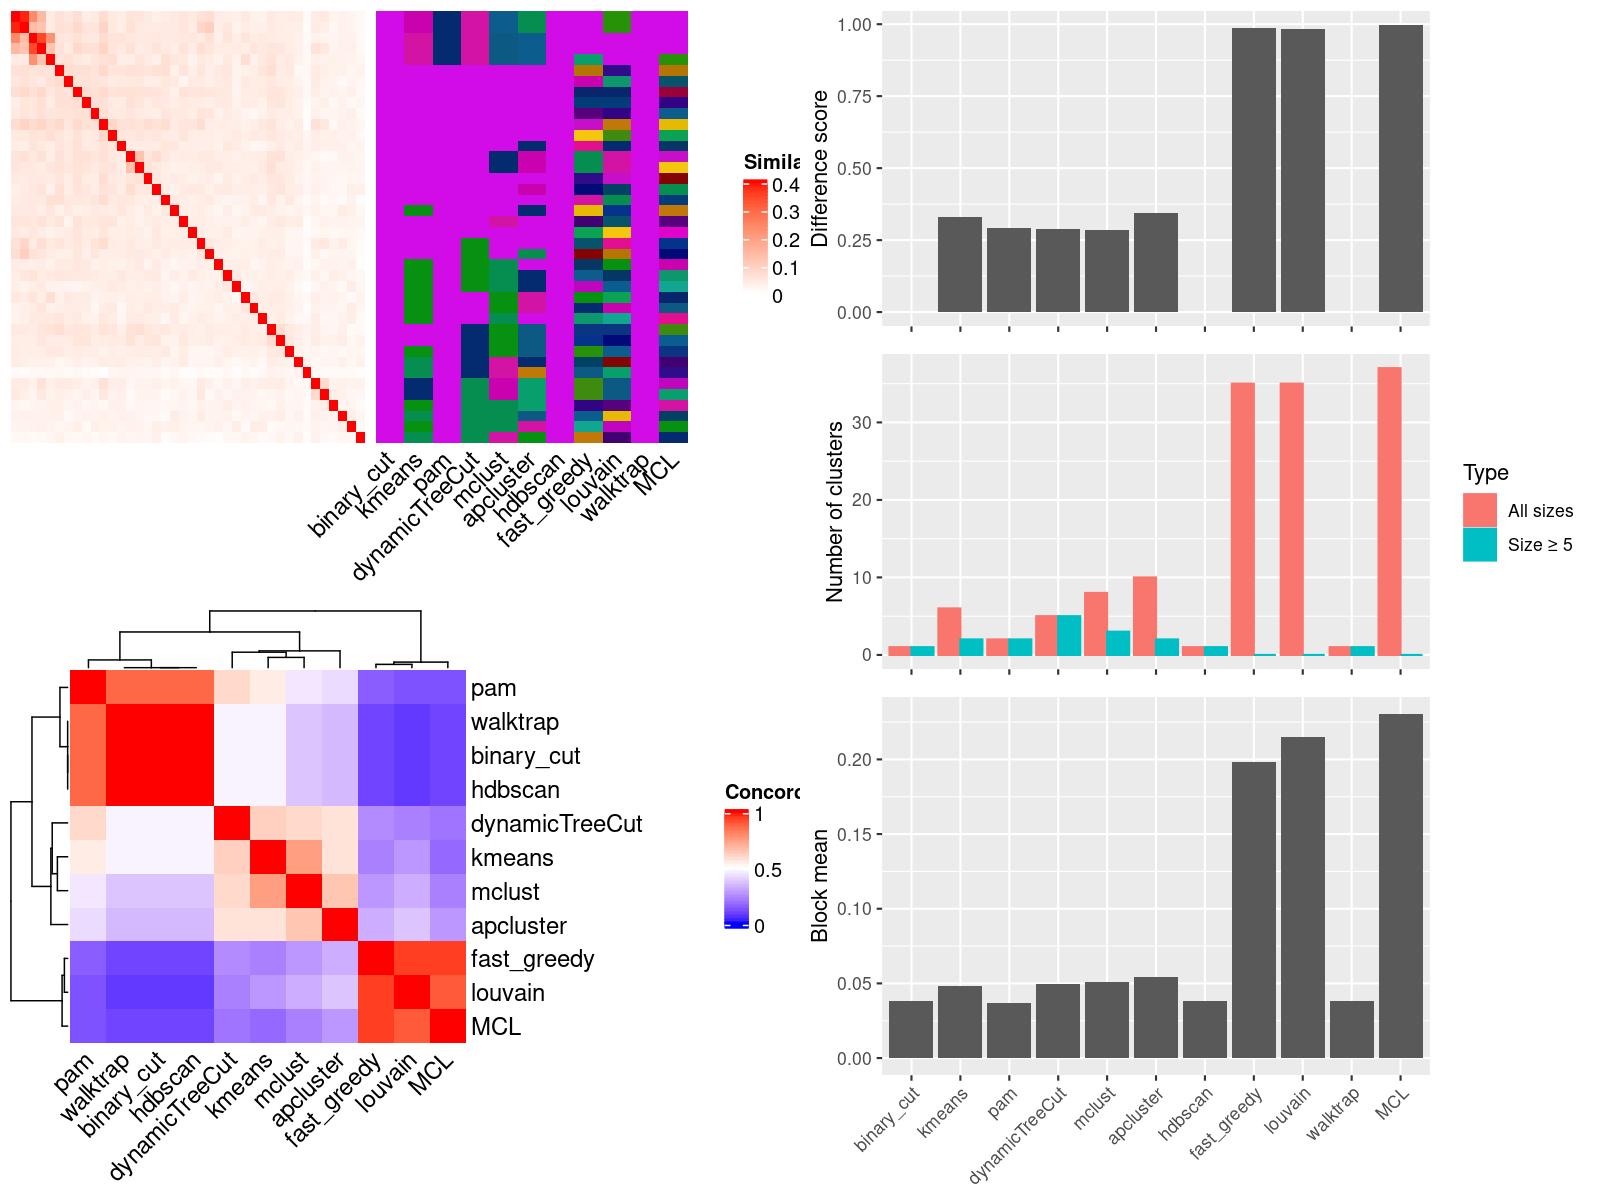 Simila
0.4
0.3
0.2
0.1
0
binary_cut
kmeans
pam
dynamicTreeCut
mclust
apcluster
hdbscan
fast_greedy
louvain
walktrap
MCL
Difference score
1.00
0.75
0.50
0.25
0.00
Number of clusters
30
20
10
0
Type
All sizes
Size ≥ 5
pam
walktrap
binary_cut
hdbscan
dynamicTreeCut
kmeans
mclust
apcluster
fast_greedy
louvain
MCL
pam
walktrap
binary_cut
hdbscan
dynamicTreeCut
kmeans
mclust
apcluster
fast_greedy
louvain
MCL
Concord
1
0.5
0
Block mean
0.20
0.15
0.10
0.05
0.00
binary_cut
kmeans
pam
dynamicTreeCut
mclust
apcluster
hdbscan
fast_greedy
louvain
walktrap
MCL